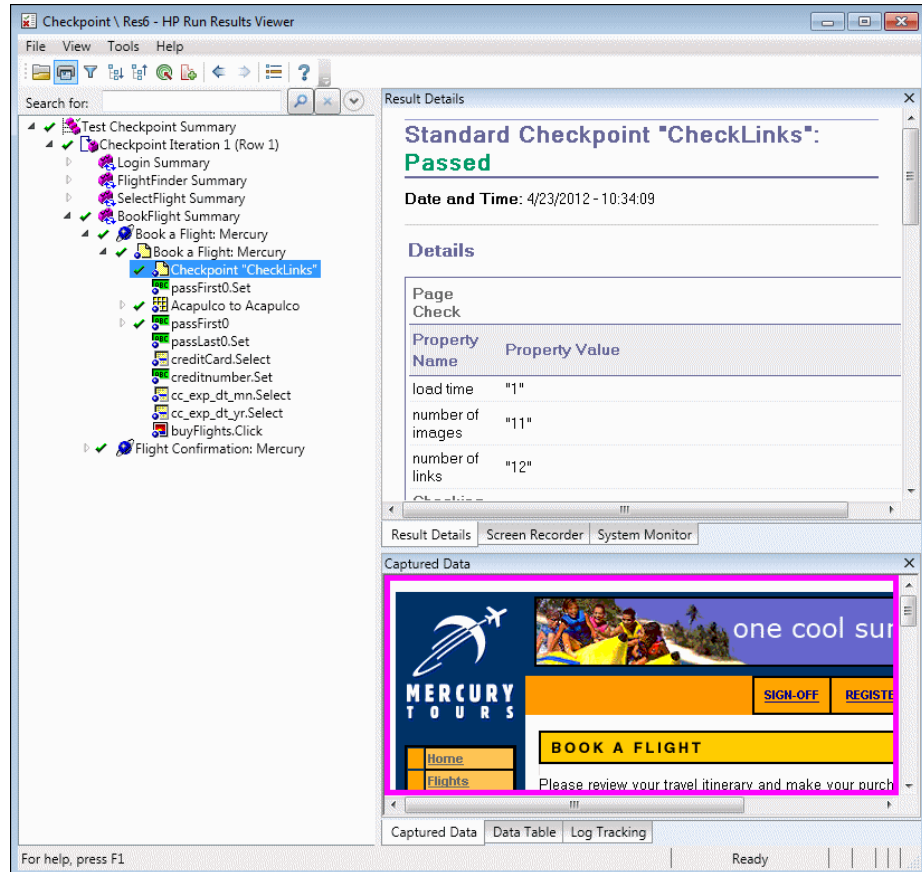 Checkpoint \ Res6 - HP Run Results Viewer
File View Tools Help
Search for:
Test Checkpoint Summary
Checkpoint Iteration 1 (Row 1)
Login Summary
FlightFinder Summary
SelectFlight Summary
BookFlight Summary
Book a Flight: Mercury
Book a Flight: Mercury
Checkpoint "CheckLinks"
passFirst0.Set
Acapulco to Acapulco
passFirst0
passLast0.Set
creditCard.Select
creditnumber.Set
cc_exp_dt_mn.Select
cc_exp_dt_yr.Select
buyFlights.Click
Flight Confirmation: Mercury
Result Details
Standard Checkpoint "CheckLinks":
Passed
Date and Time: 4/23/2012 - 10:34:09
Details
Page
Check
Property
Name
Property Value
load time "1"
number of
images
"11"
number of
links
"12"
Result Details Screen Recorder System Monitor
Captured Data
one cool sur
MERCURY
TOURS
SIGN-OFF REGISTE
BOOK A FLIGHT
Home
Flights
Please review your travel itinerary and make your purch
Captured Data Data Table Log Tracking
For help, press F1
Ready